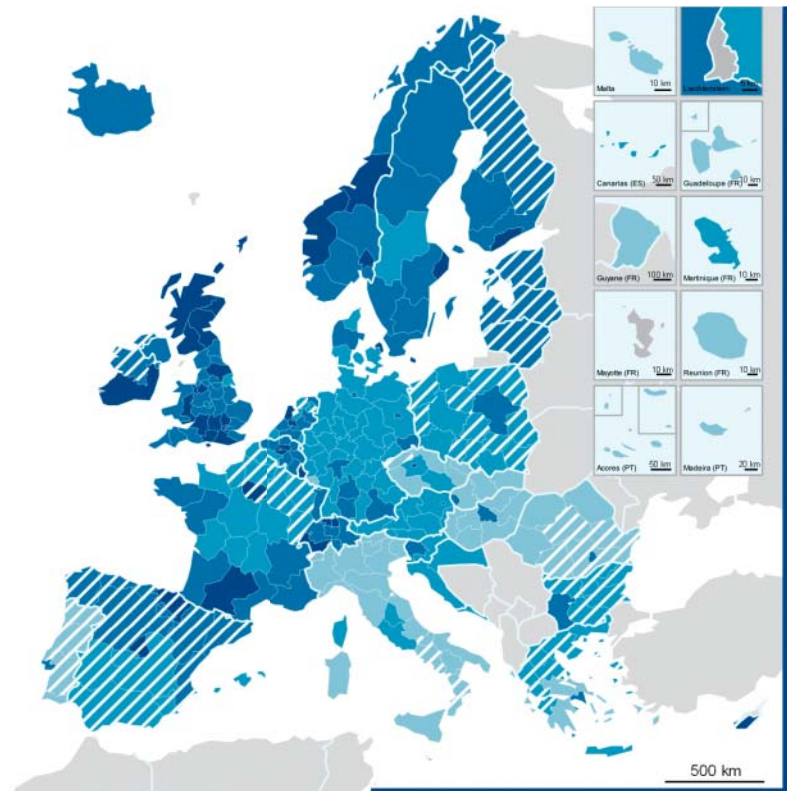 Malta
10 km
Liechtenstein
5 km
Canarias (ES)
50 km
Guadeloupe (FR)
10 km
Guyane (FR)
100 km
Martinique (FR)
10 km
Mayotte (FR)
10 km
Reunion (FR)
10 km
Acores (PT)
50 km
Madeira (PT)
20 km
500 km